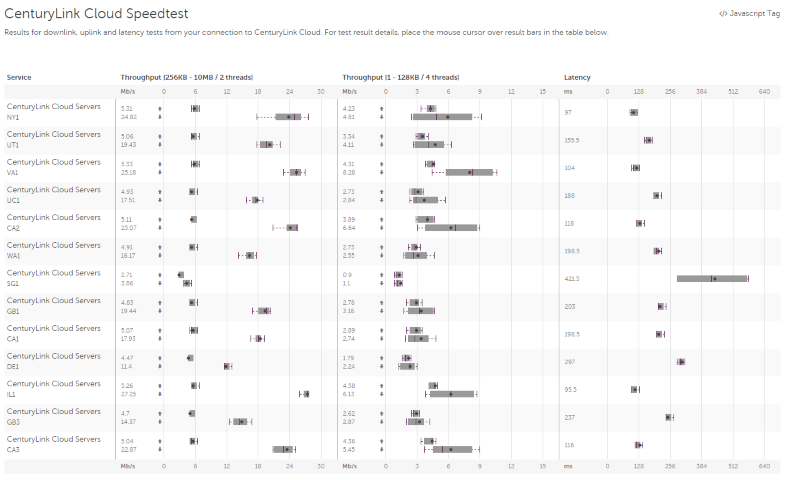 CenturyLink Cloud Speedtest
</> Javascript Tag
Results for downlink, uplink and latency tests from your connection to CenturyLink Cloud. For test result details, place the mouse cursor over result bars in the table below.
Service Throughput [256KB - 10MB / 2 threads] Throughput [1 - 128KB / 4 threads] Latency
Mb/s 0 6 12 18 24 30 Mb/s 0 3 6 9 12 15 ms 0 128 256 384 512 640
CenturyLink Cloud Servers 5.31 4.23 97
NY1 24.82 4.81
CenturyLink Cloud Servers 5.06 3.34 155.5
UT1 19.43 4.11
CenturyLink Cloud Servers 5.33 4.31 104
VA1 25.18 8.28
CenturyLink Cloud Servers 4.93 2.73 188
UC1 17.51 2.84
CenturyLink Cloud Servers 5.11 3.89 118
CA2 25.07 6.64
CenturyLink Cloud Servers 4.91 2.73 198.5
WA1 16.17 2.55
CenturyLink Cloud Servers 2.71 0.9 421.5
SG1 3.86 1.1
CenturyLink Cloud Servers 4.83 2.78 203
GB1 19.44 3.16
CenturyLink Cloud Servers 5.07 2.89 198.5
CA1 17.93 2.74
CenturyLink Cloud Servers 4.47 1.79 297
DE1 11.4 2.24
CenturyLink Cloud Servers 5.26 4.58 95.5
IL1 27.25 6.13
CenturyLink Cloud Servers 4.7 2.62 237
GB3 14.37 2.87
CenturyLink Cloud Servers 5.04 4.36 116
CA3 22.87 5.45
Mb/s 0 6 12 18 24 30 Mb/s 0 3 6 9 12 15 ms 0 128 256 384 512 640